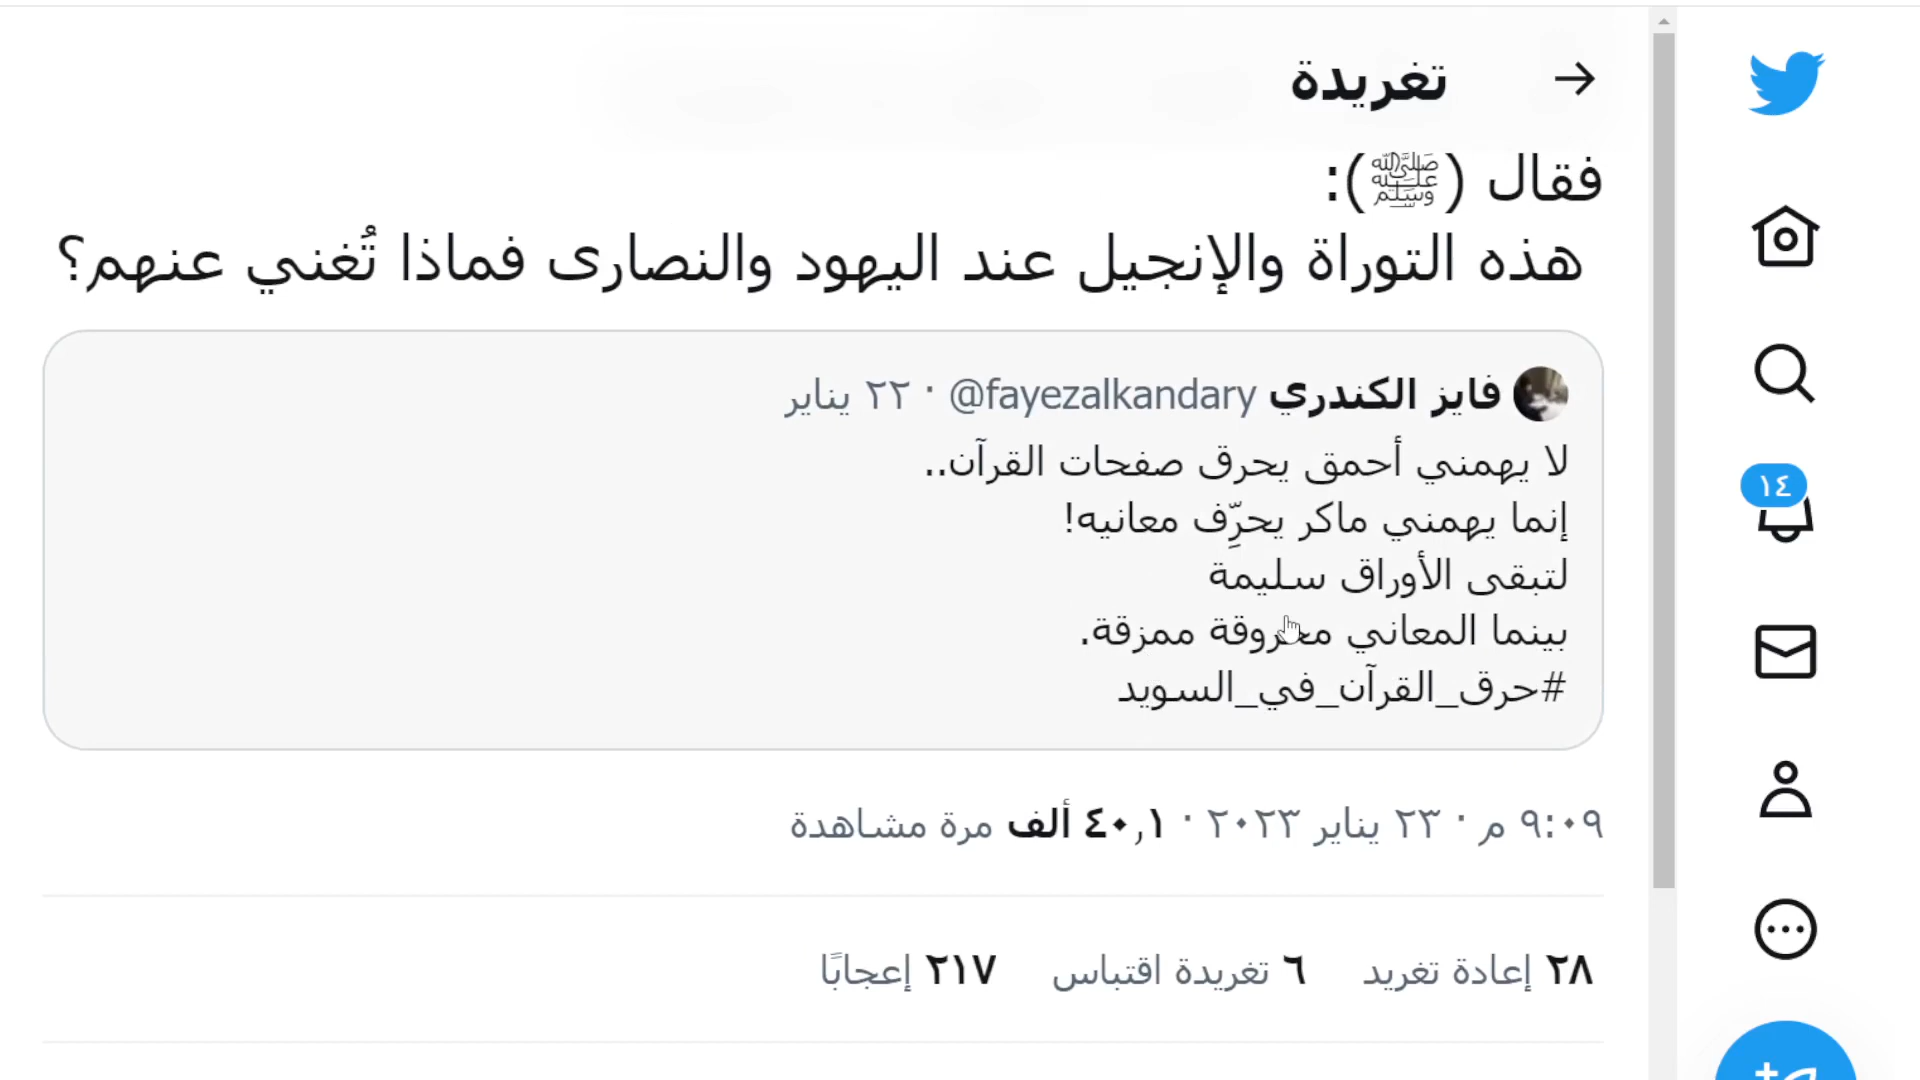 تغريدة
فقال (ﷺ):
هذه التوراة والإنجيل عند اليهود والنصارى فماذا تُغني عنهم؟
فايز الكندري @fayezalkandary · ٢٢ يناير
لا يهمني أحمق يحرق صفحات القرآن..
إنما يهمني ماكر يحرِّف معانيه!
لتبقى الأوراق سليمة
بينما المعاني محروقة ممزقة.
#حرق_القرآن_في_السويد
٩:٠٩ م · ٢٣ يناير ٢٠٢٣ · ٤٠,١ ألف مرة مشاهدة
٢٨ إعادة تغريد ٦ تغريدة اقتباس ٢١٧ إعجابًا
١٤